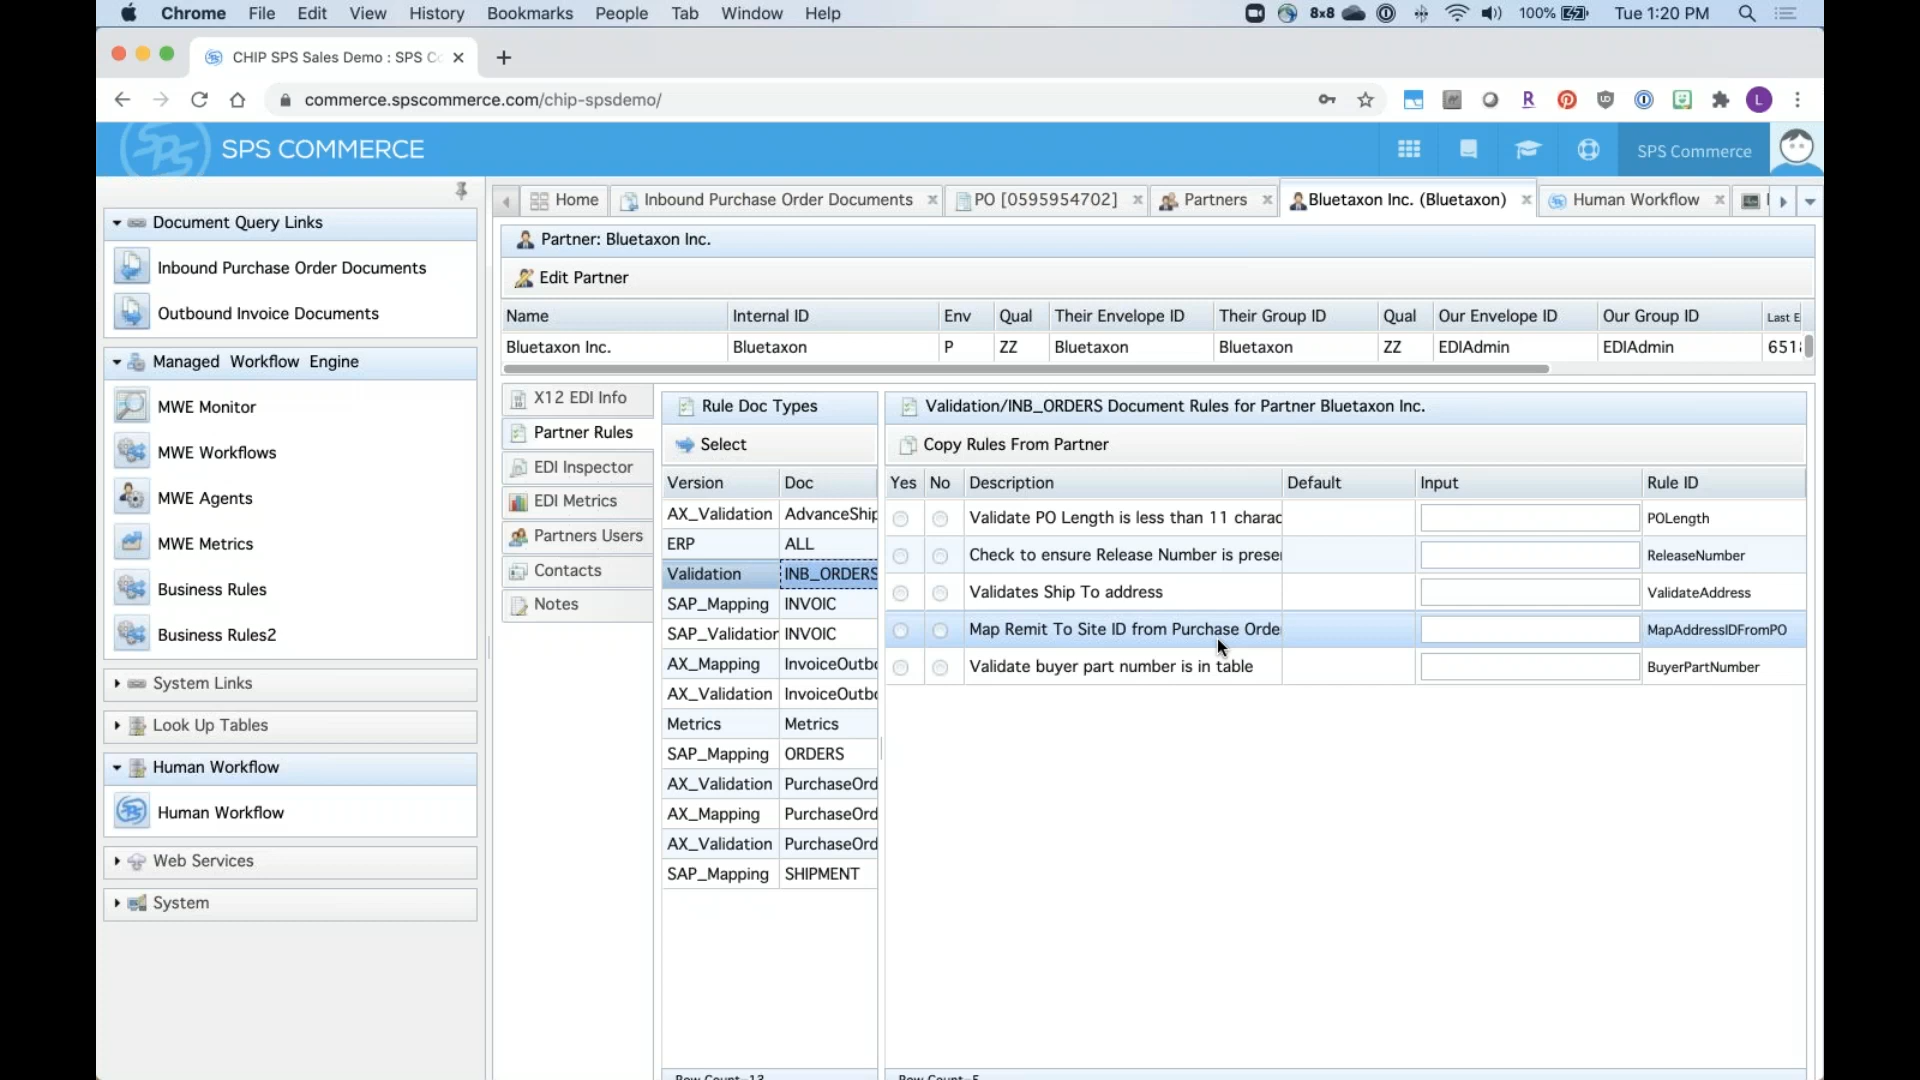 Chrome File Edit View History Bookmarks People Tab Window Help 8x8 100% Tue 1:20 PM
CHIP SPS Sales Demo : SPS C
commerce.spscommerce.com/chip-spsdemo/
L
SPS COMMERCE
SPS Commerce
Document Query Links
Inbound Purchase Order Documents
Outbound Invoice Documents
Managed Workflow Engine
MWE Monitor
MWE Workflows
MWE Agents
MWE Metrics
Business Rules
Business Rules2
System Links
Look Up Tables
Human Workflow
Human Workflow
Web Services
System
Home Inbound Purchase Order Documents PO [0595954702] Partners Bluetaxon Inc. (Bluetaxon) Human Workflow
Partner: Bluetaxon Inc.
Edit Partner
Name Internal ID Env Qual Their Envelope ID Their Group ID Qual Our Envelope ID Our Group ID Last E
Bluetaxon Inc. Bluetaxon P ZZ Bluetaxon Bluetaxon ZZ EDIAdmin EDIAdmin 651
X12 EDI Info
Partner Rules
EDI Inspector
EDI Metrics
Partners Users
Contacts
Notes
Rule Doc Types
Select
Version Doc
AX_Validation AdvanceShip
ERP ALL
Validation INB_ORDERS
SAP_Mapping INVOIC
SAP_Validation INVOIC
AX_Mapping InvoiceOutbo
AX_Validation InvoiceOutbo
Metrics Metrics
SAP_Mapping ORDERS
AX_Validation PurchaseOrd
AX_Mapping PurchaseOrd
AX_Validation PurchaseOrd
SAP_Mapping SHIPMENT
Row Count=13
Validation/INB_ORDERS Document Rules for Partner Bluetaxon Inc.
Copy Rules From Partner
Yes No Description Default Input Rule ID
Validate PO Length is less than 11 charac POLength
Check to ensure Release Number is prese ReleaseNumber
Validates Ship To address ValidateAddress
Map Remit To Site ID from Purchase Orde MapAddressIDFromPO
Validate buyer part number is in table BuyerPartNumber
Row Count=5